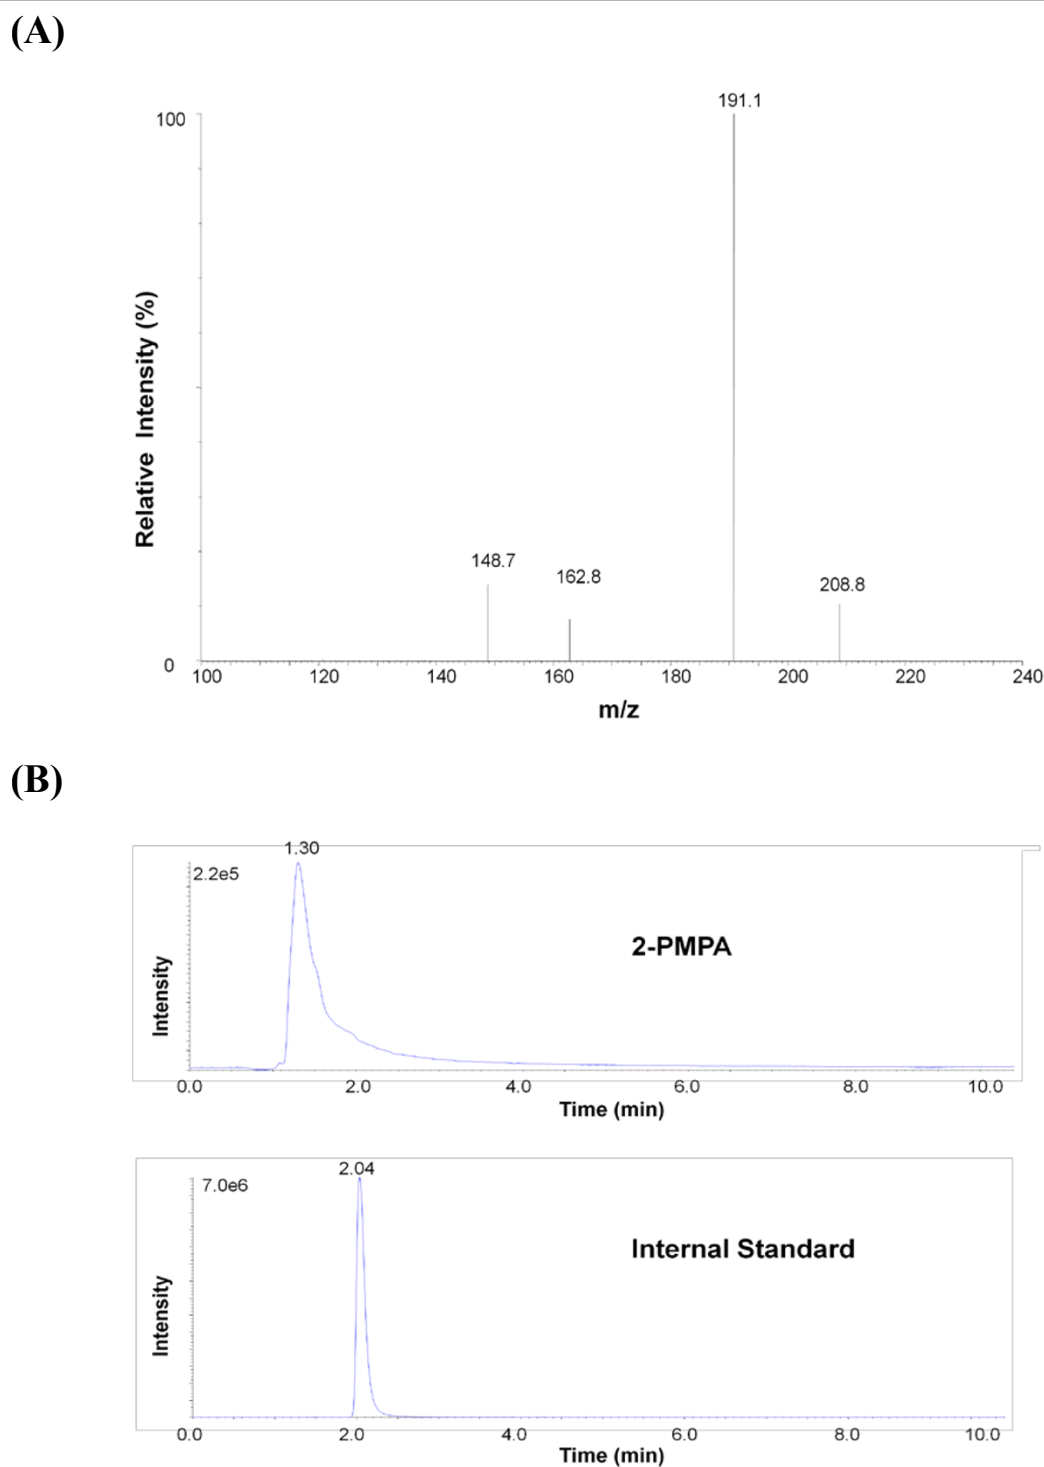 (A)
191.1
100
Relative Intensity (%)
148.7
162.8
208.8
0
100 120 140 160 180 200 220 240
m/z
(B)
1.30
2.2e5
2-PMPA
Intensity
0.0 2.0 4.0 6.0 8.0 10.0
Time (min)
2.04
7.0e6
Internal Standard
Intensity
0.0 2.0 4.0 6.0 8.0 10.0
Time (min)